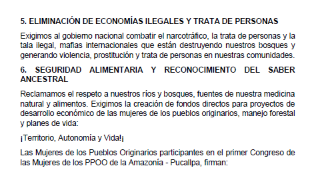 5. ELIMINACIÓN DE ECONOMÍAS ILEGALES Y TRATA DE PERSONAS
Exigimos al gobierno nacional combatir el narcotráfico, la trata de personas y la
tala ilegal, mafias internacionales que están destruyendo nuestros bosques y
generando violencia, prostitución y trata de personas en nuestras comunidades.
6. SEGURIDAD ALIMENTARIA Y RECONOCIMIENTO DEL SABER
ANCESTRAL
Reclamamos el respeto a nuestros ríos y bosques, fuentes de nuestra medicina
natural y alimentos. Exigimos la creación de fondos directos para proyectos de
desarrollo económico de las mujeres de los pueblos originarios, manejo forestal
y planes de vida:
¡Territorio, Autonomía y Vida!¡
Las Mujeres de los Pueblos Originarios participantes en el primer Congreso de
las Mujeres de los PPOO de la Amazonía - Pucallpa, firman: